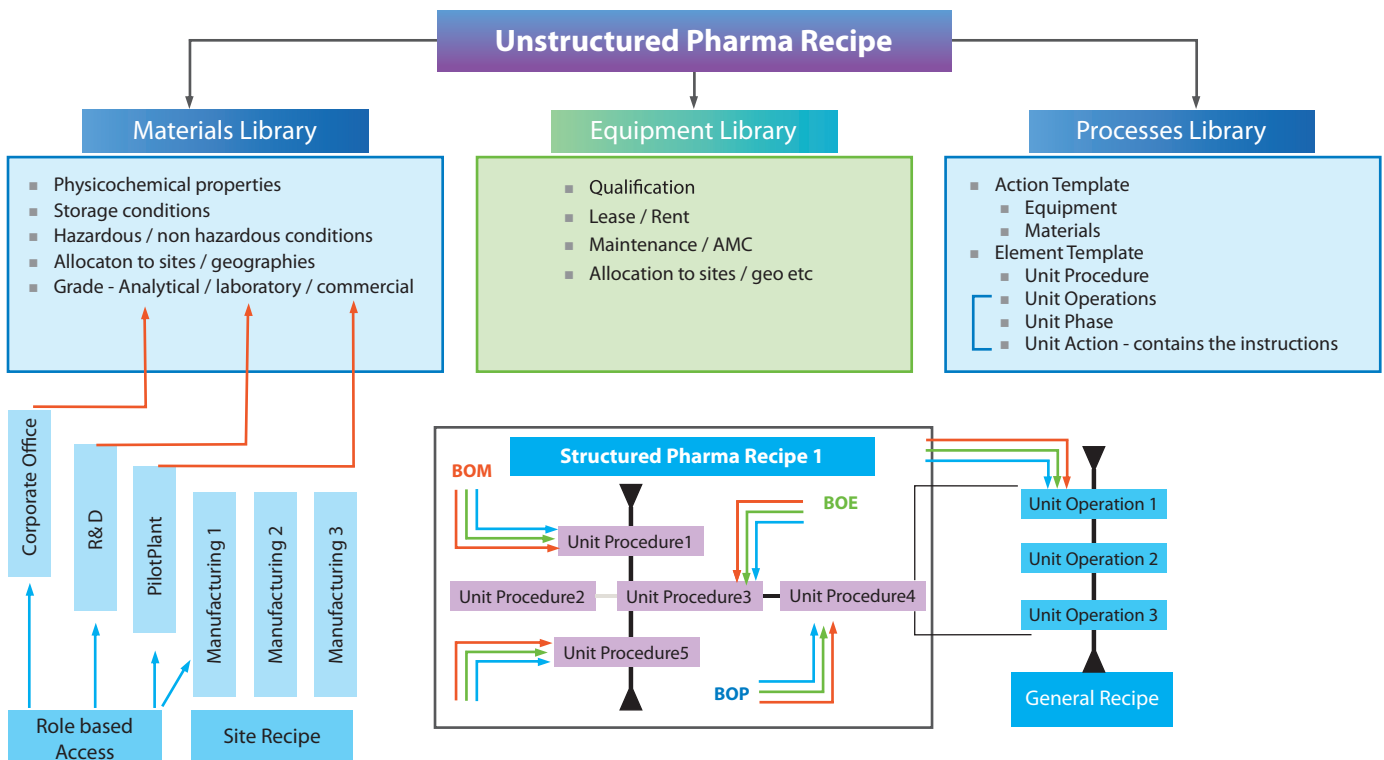 Unstructured Pharma Recipe
Materials Library
Physicochemical properties
Storage conditions
Hazardous / non hazardous conditions
Allocaton to sites / geographies
Grade - Analytical / laboratory / commercial
Equipment Library
Qualification
Lease / Rent
Maintenance / AMC
Allocation to sites / geo etc
Processes Library
Action Template
Equipment
Materials
Element Template
Unit Procedure
Unit Operations
Unit Phase
Unit Action - contains the instructions
Corporate Office
R& D
PilotPlant
Manufacturing 1
Manufacturing 2
Manufacturing 3
Role based
Access
Site Recipe
Structured Pharma Recipe 1
BOM
BOE
Unit Procedure1
Unit Procedure2
Unit Procedure3
Unit Procedure4
Unit Procedure5
BOP
Unit Operation 1
Unit Operation 2
Unit Operation 3
General Recipe